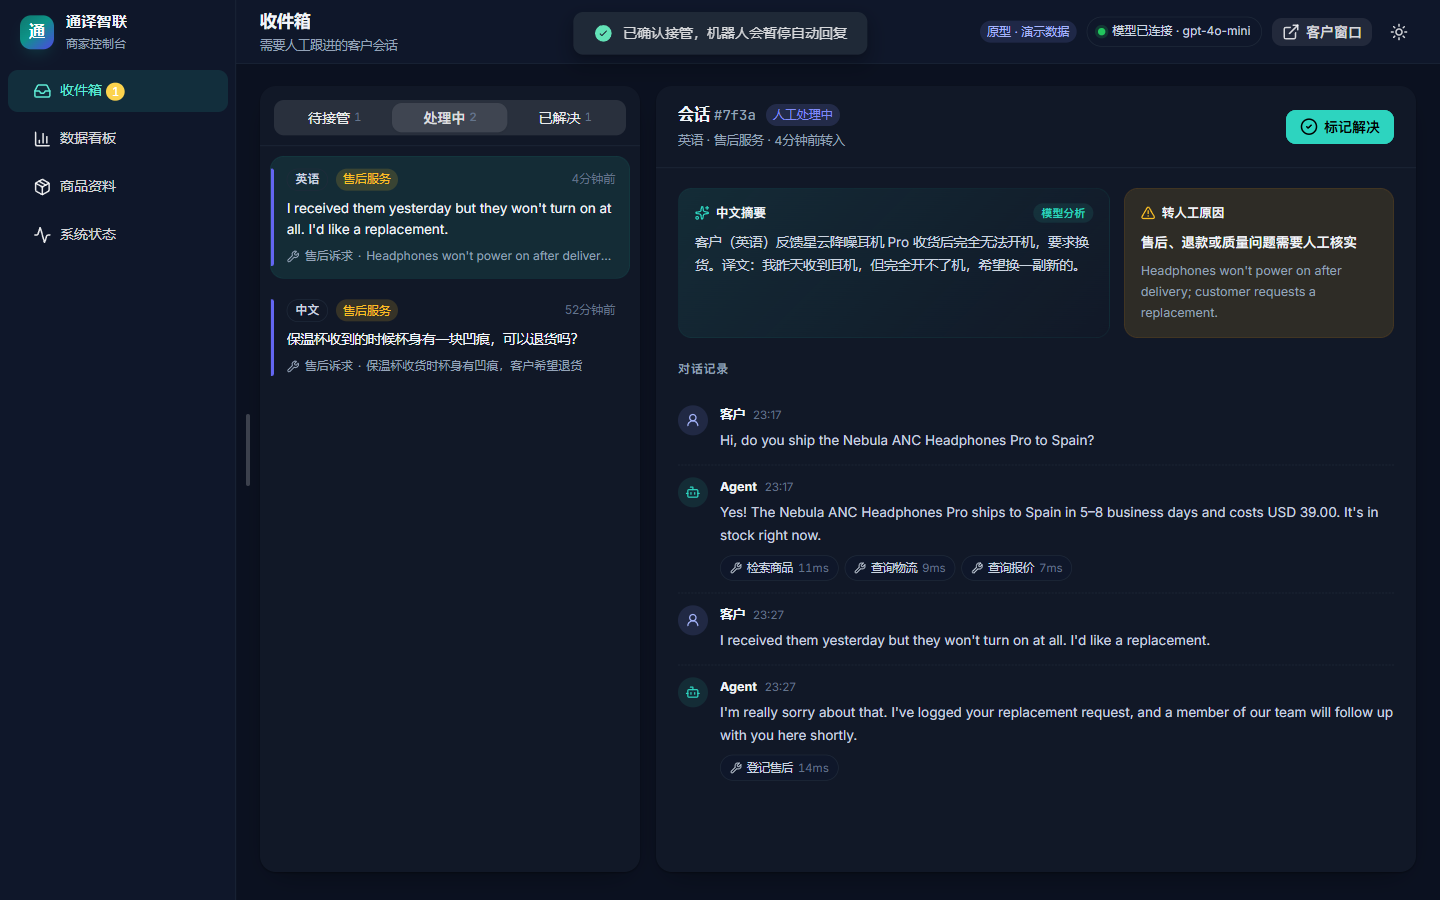 通
通译智联
商家控制台
收件箱 1
数据看板
商品资料
系统状态
收件箱
需要人工跟进的客户会话
已确认接管，机器人会暂停自动回复
原型 · 演示数据
模型已连接 · gpt-4o-mini
客户窗口
待接管 1
处理中 2
已解决 1
英语 售后服务 4分钟前
I received them yesterday but they won't turn on at
all. I'd like a replacement.
售后诉求 · Headphones won't power on after deliver...
中文 售后服务 52分钟前
保温杯收到的时候杯身有一块凹痕，可以退货吗？
售后诉求 · 保温杯收货时杯身有凹痕，客户希望退货
会话 #7f3a 人工处理中
英语 · 售后服务 · 4分钟前转入
标记解决
中文摘要 模型分析
客户（英语）反馈星云降噪耳机 Pro 收货后完全无法开机，要求换
货。译文：我昨天收到耳机，但完全开不了机，希望换一副新的。
转人工原因
售后、退款或质量问题需要人工核实
Headphones won't power on after
delivery; customer requests a
replacement.
对话记录
客户 23:17
Hi, do you ship the Nebula ANC Headphones Pro to Spain?
Agent 23:17
Yes! The Nebula ANC Headphones Pro ships to Spain in 5–8 business days and costs USD 39.00. It's in
stock right now.
检索商品 11ms 查询物流 9ms 查询报价 7ms
客户 23:27
I received them yesterday but they won't turn on at all. I'd like a replacement.
Agent 23:27
I'm really sorry about that. I've logged your replacement request, and a member of our team will follow up
with you here shortly.
登记售后 14ms